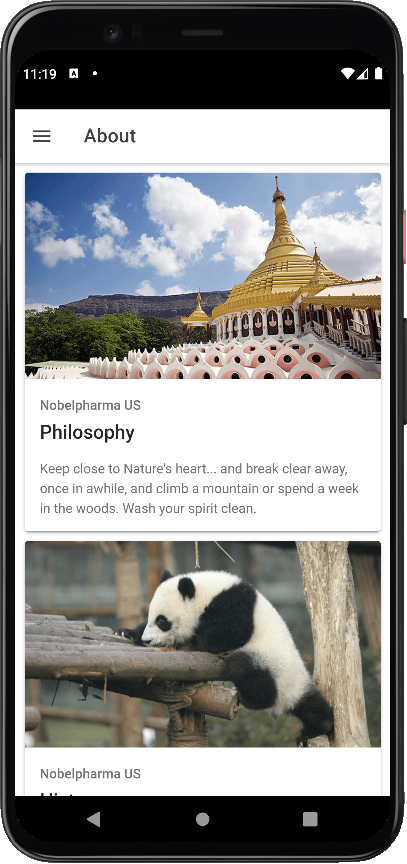 11:19
About
Nobelpharma US
Philosophy
Keep close to Nature's heart... and break clear away,
once in awhile, and climb a mountain or spend a week
in the woods. Wash your spirit clean.
Nobelpharma US